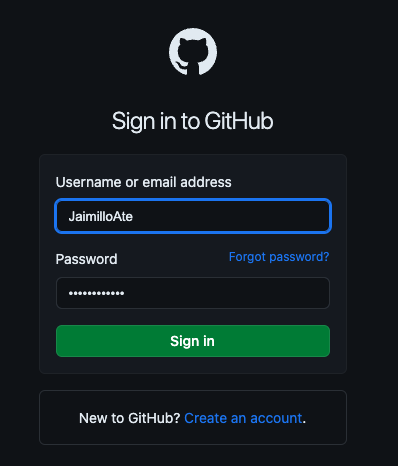 Sign in to GitHub
Username or email address
JaimilloAte
Password Forgot password?
••••••••••••
Sign in
New to GitHub? Create an account.